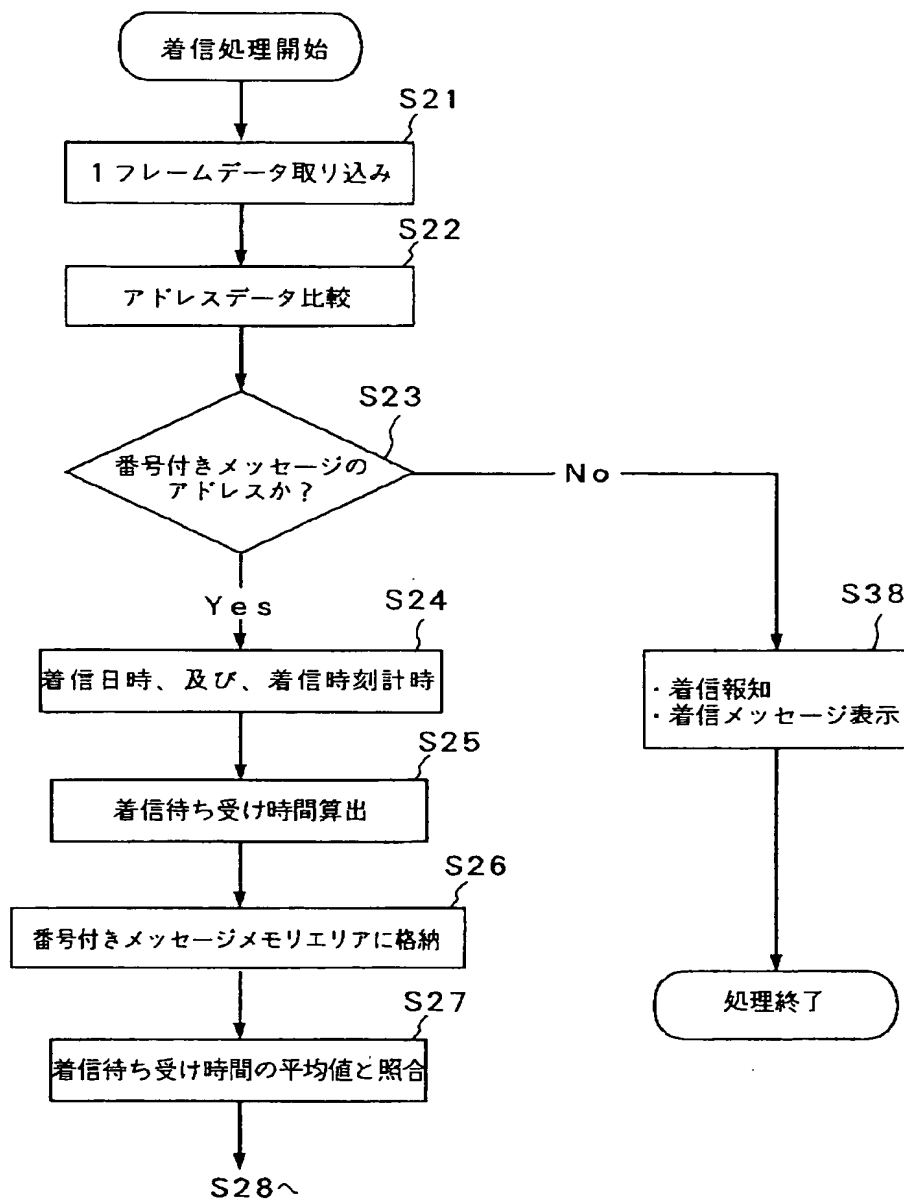 着信処理開始
S21
1フレームデータ取り込み
S22
アドレスデータ比較
S23
番号付きメッセージの
アドレスか？
No
Yes
S24
着信日時、及び、着信時刻計時
S38
・着信報知
・着信メッセージ表示
S25
着信待ち受け時間算出
S26
番号付きメッセージメモリエリアに格納
処理終了
S27
着信待ち受け時間の平均値と照合
S28へ